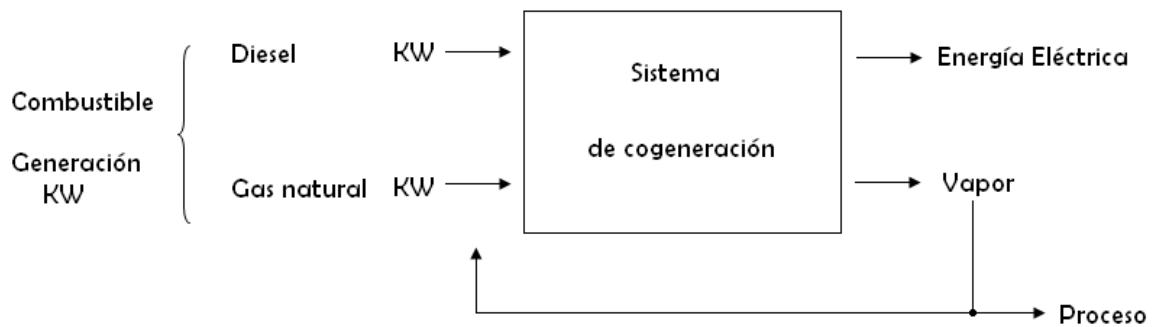 Combustible
Generación
KW
Diesel KW
Gas natural KW
Sistema
de cogeneración
Energía Eléctrica
Vapor
Proceso